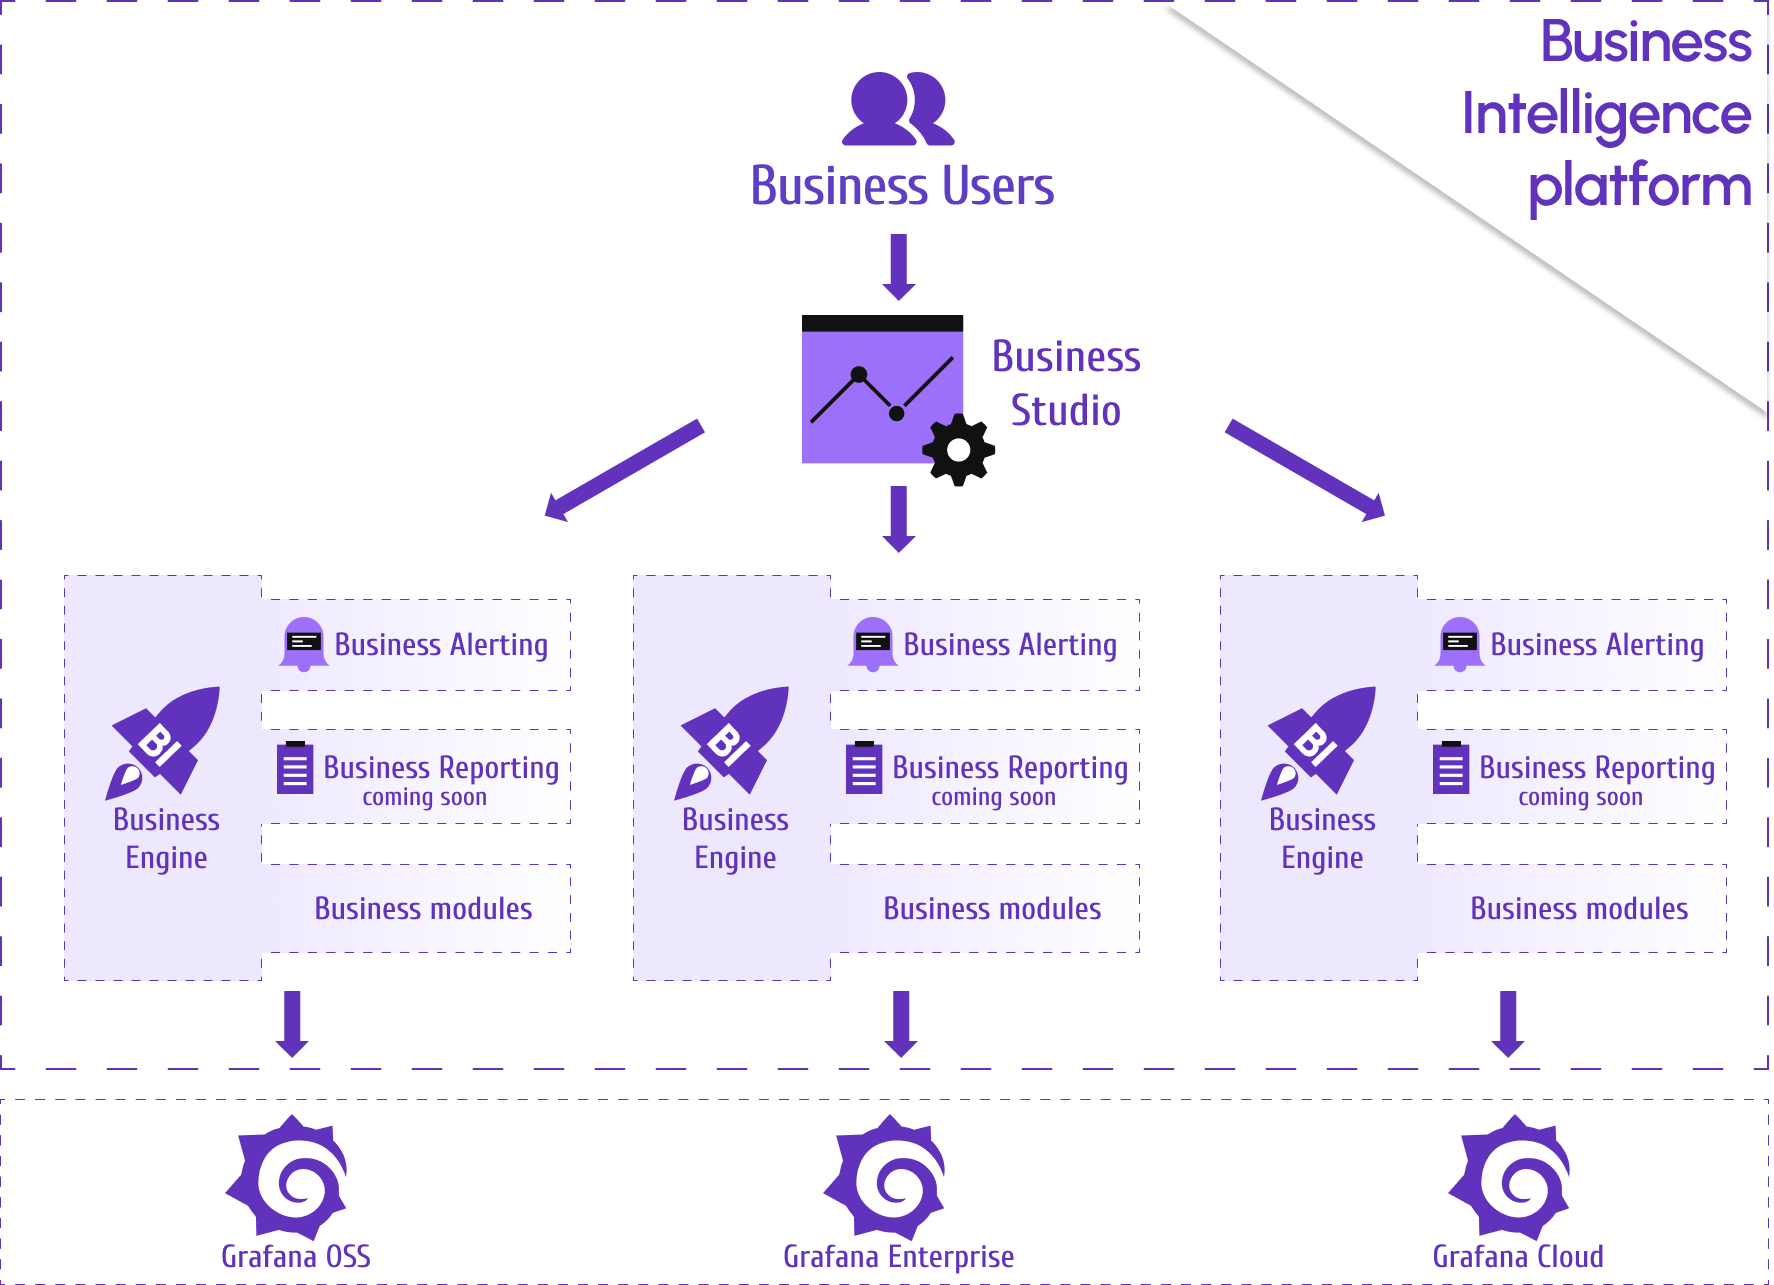 Business
Intelligence
platform
Business Users
Business
Studio
Business Alerting
Business Reporting
coming soon
BI
Business
Engine
Business modules
Business Alerting
Business Reporting
coming soon
BI
Business
Engine
Business modules
Business Alerting
Business Reporting
coming soon
BI
Business
Engine
Business modules
Grafana OSS
Grafana Enterprise
Grafana Cloud